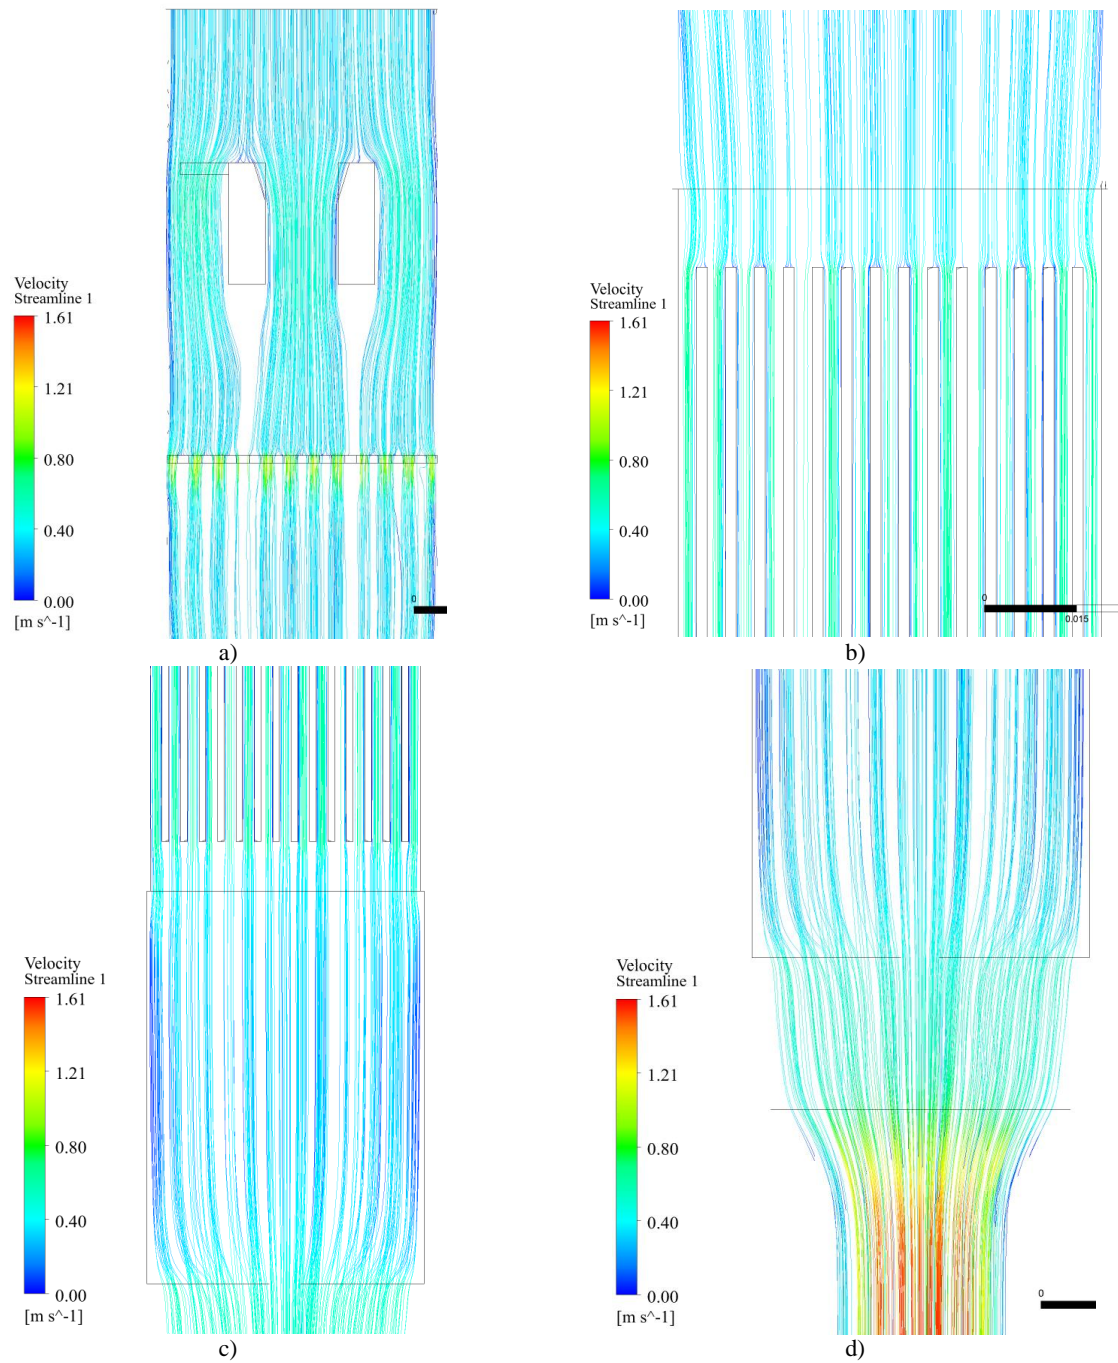 Velocity
Streamline 1
1.61
1.21
0.80
0.40
0.00
[m s^-1]
0
a)
Velocity
Streamline 1
1.61
1.21
0.80
0.40
0.00
[m s^-1]
0
0.015
b)
Velocity
Streamline 1
1.61
1.21
0.80
0.40
0.00
[m s^-1]
c)
Velocity
Streamline 1
1.61
1.21
0.80
0.40
0.00
[m s^-1]
0
d)